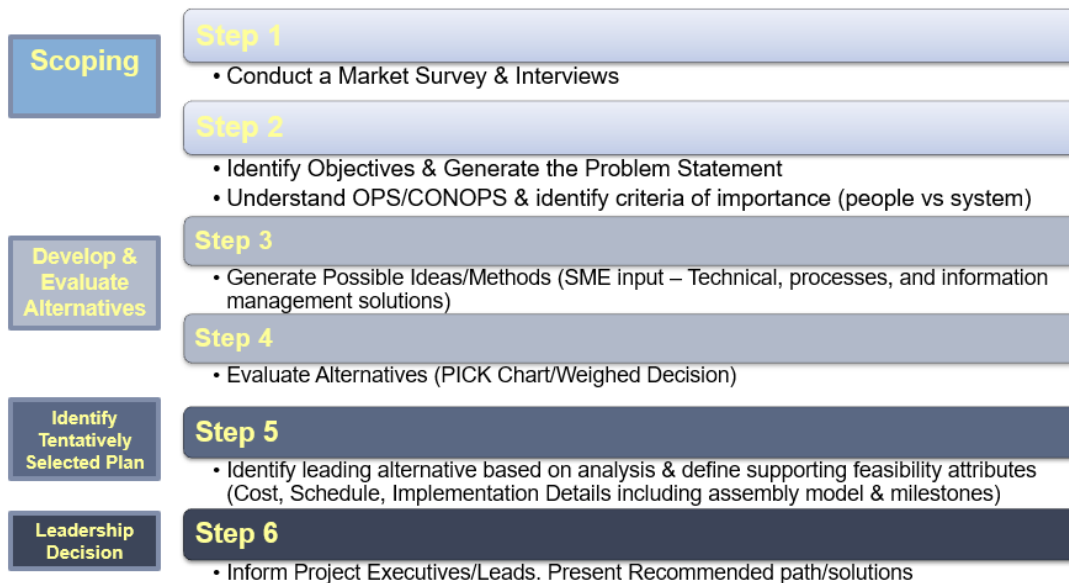 Scoping
Step 1
• Conduct a Market Survey & Interviews
Step 2
• Identify Objectives & Generate the Problem Statement
• Understand OPS/CONOPS & identify criteria of importance (people vs system)
Develop &
Evaluate
Alternatives
Step 3
• Generate Possible Ideas/Methods (SME input – Technical, processes, and information
management solutions)
Step 4
• Evaluate Alternatives (PICK Chart/Weighed Decision)
Identify
Tentatively
Selected Plan
Step 5
• Identify leading alternative based on analysis & define supporting feasibility attributes
(Cost, Schedule, Implementation Details including assembly model & milestones)
Leadership
Decision
Step 6
• Inform Project Executives/Leads. Present Recommended path/solutions